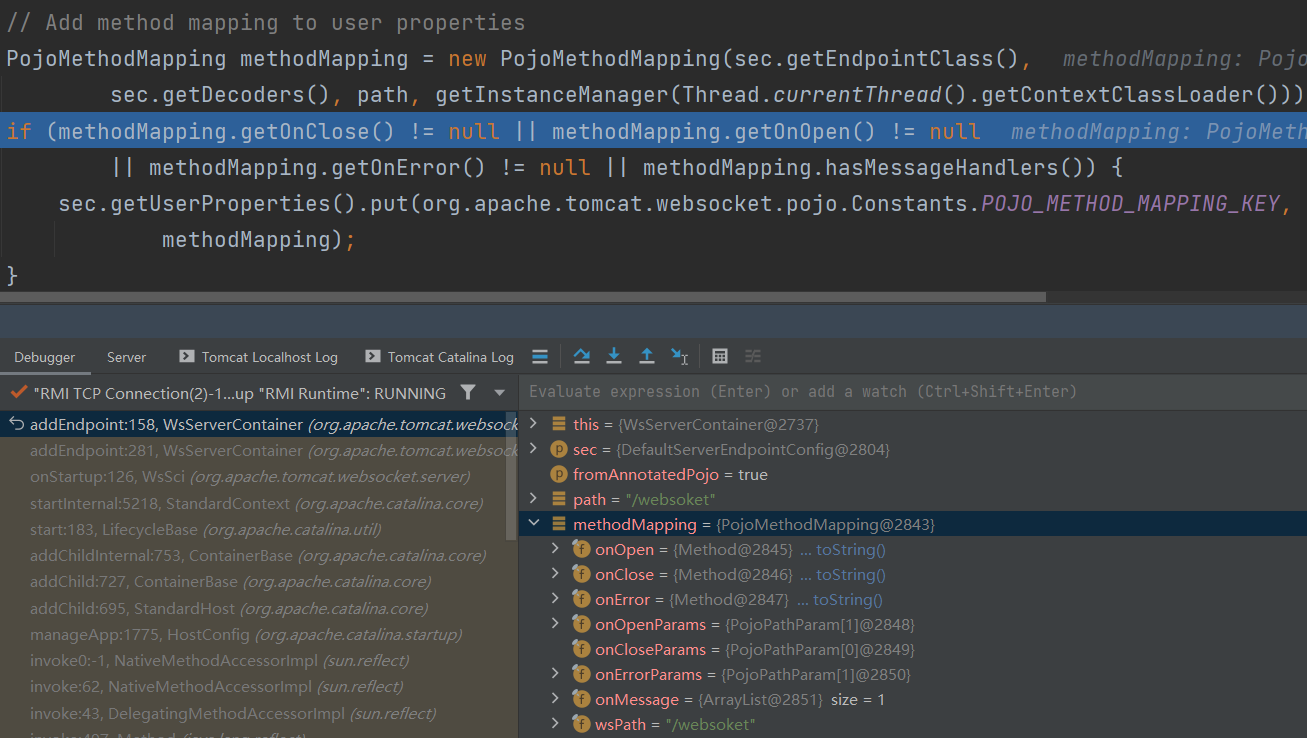 // Add method mapping to user properties
PojoMethodMapping methodMapping = new PojoMethodMapping(sec.getEndpointClass(),  methodMapping: Pojo
sec.getDecoders(), path, getInstanceManager(Thread.currentThread().getContextClassLoader()))
if (methodMapping.getOnClose() != null || methodMapping.getOnOpen() != null  methodMapping: PojoMeth
|| methodMapping.getOnError() != null || methodMapping.hasMessageHandlers()) {
sec.getUserProperties().put(org.apache.tomcat.websocket.pojo.Constants.POJO_METHOD_MAPPING_KEY,
methodMapping);
}
Debugger Server Tomcat Localhost Log Tomcat Catalina Log
"RMI TCP Connection(2)-1...up "RMI Runtime": RUNNING
addEndpoint:158, WsServerContainer (org.apache.tomcat.websock
addEndpoint:281, WsServerContainer (org.apache.tomcat.websock
onStartup:126, WsSci (org.apache.tomcat.websocket.server)
startInternal:5218, StandardContext (org.apache.catalina.core)
start:183, LifecycleBase (org.apache.catalina.util)
addChildInternal:753, ContainerBase (org.apache.catalina.core)
addChild:727, ContainerBase (org.apache.catalina.core)
addChild:695, StandardHost (org.apache.catalina.core)
manageApp:1775, HostConfig (org.apache.catalina.startup)
invoke0:-1, NativeMethodAccessorImpl (sun.reflect)
invoke:62, NativeMethodAccessorImpl (sun.reflect)
invoke:43, DelegatingMethodAccessorImpl (sun.reflect)
invoke:497, Method (java.lang.reflect)
Evaluate expression (Enter) or add a watch (Ctrl+Shift+Enter)
this = {WsServerContainer@2737}
sec = {DefaultServerEndpointConfig@2804}
fromAnnotatedPojo = true
path = "/websoket"
methodMapping = {PojoMethodMapping@2843}
onOpen = {Method@2845} ... toString()
onClose = {Method@2846} ... toString()
onError = {Method@2847} ... toString()
onOpenParams = {PojoPathParam[1]@2848}
onCloseParams = {PojoPathParam[0]@2849}
onErrorParams = {PojoPathParam[1]@2850}
onMessage = {ArrayList@2851} size = 1
wsPath = "/websoket"